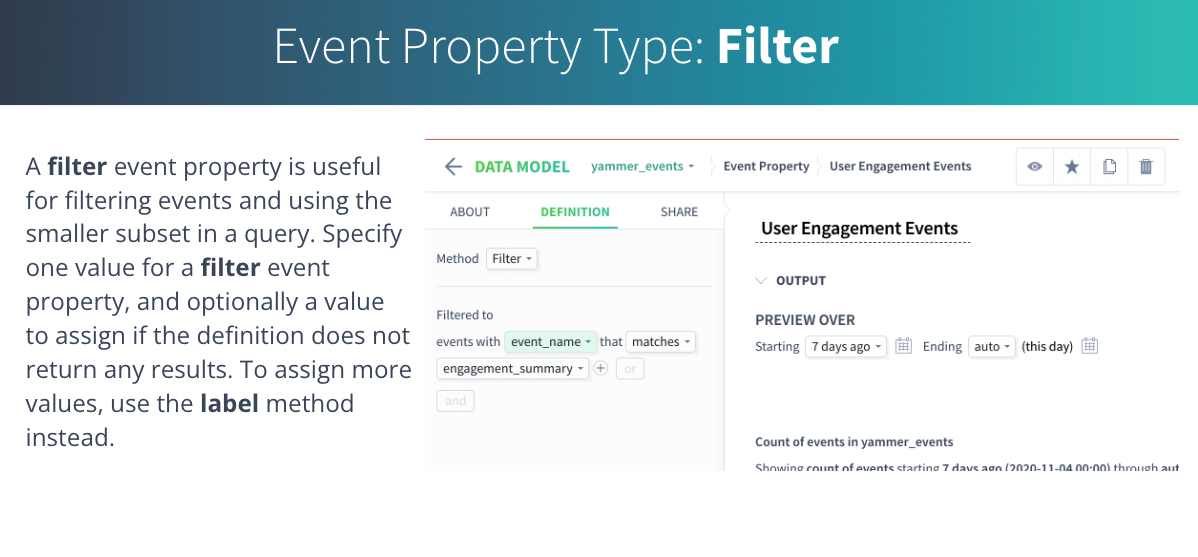 Event Property Type: Filter
A filter event property is useful
for filtering events and using the
smaller subset in a query. Specify
one value for a filter event
property, and optionally a value
to assign if the definition does not
return any results. To assign more
values, use the label method
instead.
DATA MODEL yammer_events Event Property User Engagement Events
ABOUT DEFINITION SHARE
Method Filter
Filtered to
events with event_name that matches
engagement_summary or
and
User Engagement Events
OUTPUT
PREVIEW OVER
Starting 7 days ago Ending auto (this day)
Count of events in yammer_events
Showing count of events starting 7 days ago (2020-11-04 00:00) through aut